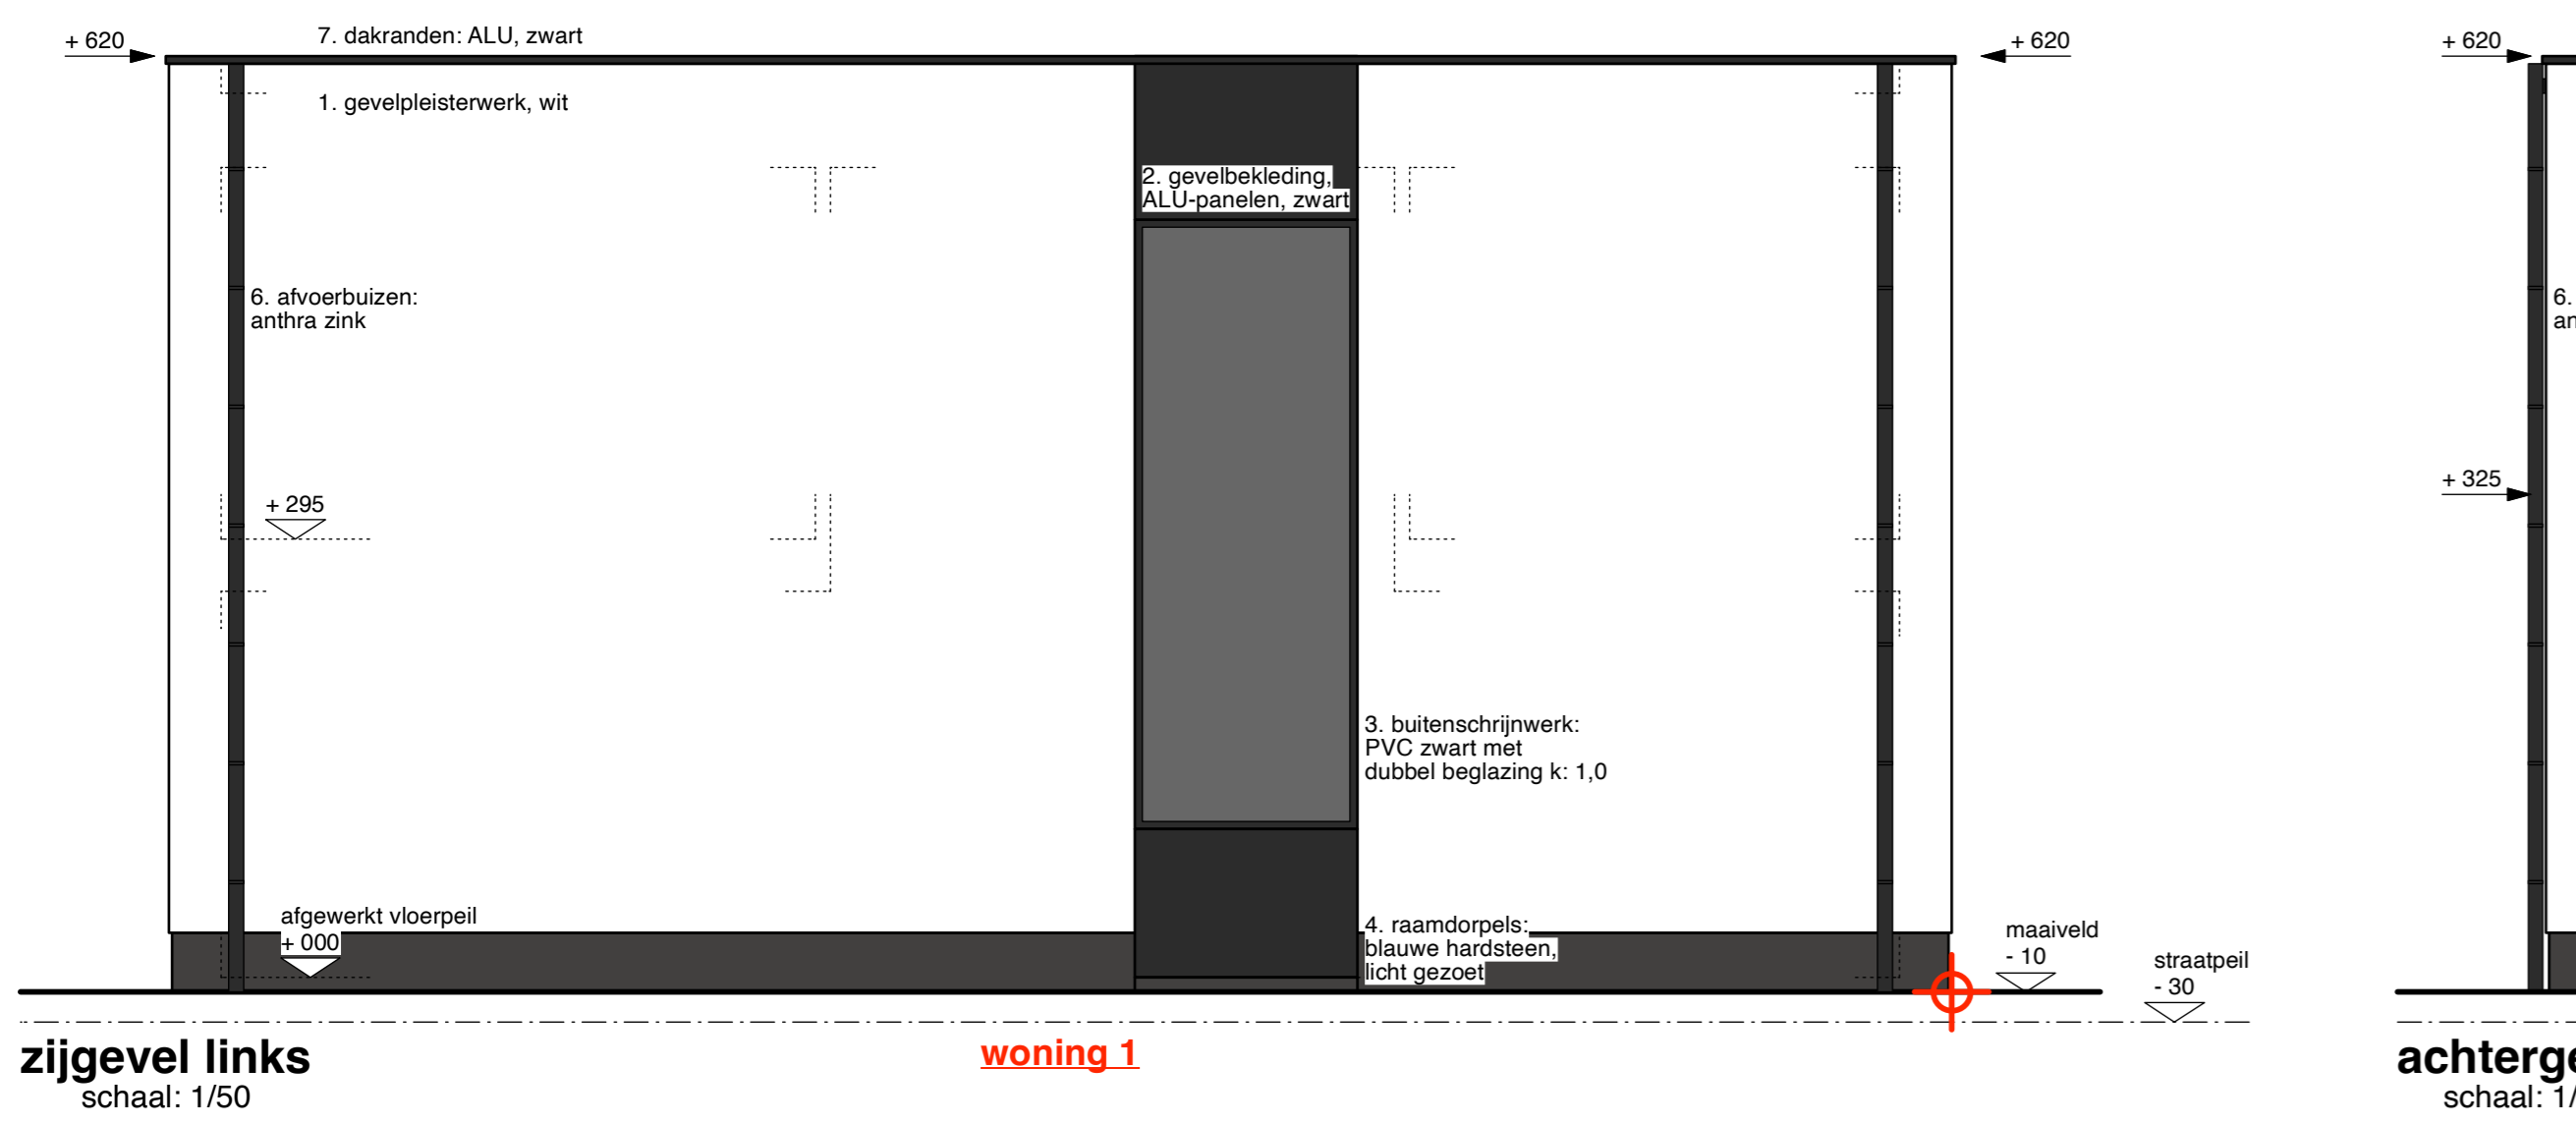 + 620
7. dakranden: ALU, zwart
+ 620
+ 620
1. gevelpleisterwerk, wit
2. gevelbekleding,
ALU-panelen, zwart
6. afvoerbuizen:
anthra zink
6.
+ 295
+ 325
3. buitenschrijnwerk:
PVC zwart met
dubbel beglazing k: 1,0
afgewerkt vloerpeil
+ 000
4. raamdorpels:
blauwe hardsteen,
licht gezoet
maaiveld
- 10
straatpeil
- 30
zijgevel links
schaal: 1/50
woning 1
schaal: 1/